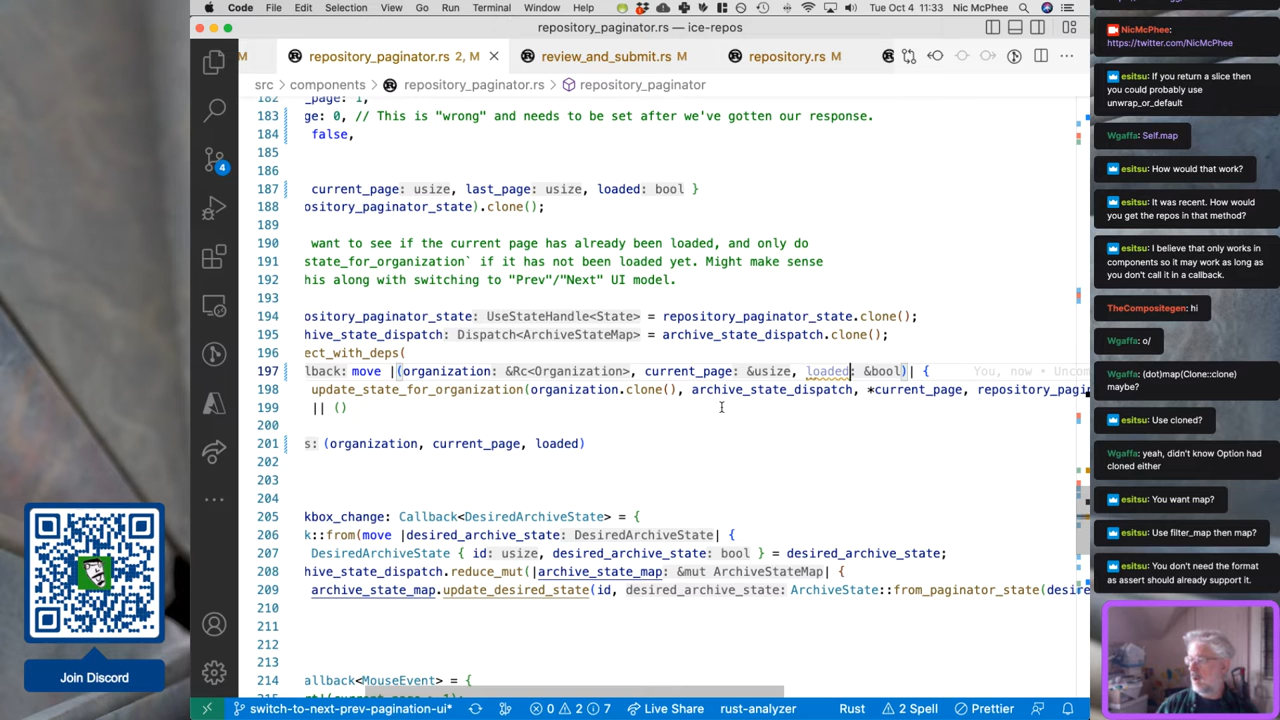 Code File Edit Selection View Go Run Terminal Window Help Tue Oct 4 11:33 Nic McPhee
repository_paginator.rs — ice-repos
M repository_paginator.rs 2, M review_and_submit.rs M repository.rs M
src components repository_paginator.rs repository_paginator
182 _page: 1,
183 ge: 0, // This is "wrong" and needs to be set after we've gotten our response.
184 false,
185
186
187 current_page: usize, last_page: usize, loaded: bool }
188 ository_paginator_state).clone();
189
190 want to see if the current page has already been loaded, and only do
191 state_for_organization` if it has not been loaded yet. Might make sense
192 his along with switching to "Prev"/"Next" UI model.
193
194 ository_paginator_state: UseStateHandle<State> = repository_paginator_state.clone();
195 hive_state_dispatch: Dispatch<ArchiveStateMap> = archive_state_dispatch.clone();
196 ect_with_deps(
197 lback: move |(organization: &Rc<Organization>, current_page: &usize, loaded: &bool)| { You, now • Uncom
198 update_state_for_organization(organization.clone(), archive_state_dispatch, *current_page, repository_pagi
199 || ()
200
201 s: (organization, current_page, loaded)
202
203
204
205 kbox_change: Callback<DesiredArchiveState> = {
206 k::from(move |desired_archive_state: DesiredArchiveState| {
207 DesiredArchiveState { id: usize, desired_archive_state: bool } = desired_archive_state;
208 hive_state_dispatch.reduce_mut(|archive_state_map: &mut ArchiveStateMap| {
209 archive_state_map.update_desired_state(id, desired_archive_state: ArchiveState::from_paginator_state(desire
210
211
212
213
214 allback<MouseEvent> = {
215
4
switch-to-next-prev-pagination-ui* 0 2 7 Live Share rust-analyzer Rust 2 Spell Prettier
Join Discord
NicMcPhee:
https://twitter.com/NicMcPhee
esitsu: If you return a slice then
you could probably use
unwrap_or_default
Wgaffa: Self.map
esitsu: How would that work?
esitsu: It was recent. How would
you get the repos in that method?
esitsu: I believe that only works in
components so it may work as long as
you don't call it in a callback.
TheCompositegen: hi
Wgaffa: o/
Wgaffa: (dot)map(Clone::clone)
maybe?
esitsu: Use cloned?
Wgaffa: yeah, didn't know Option had
cloned either
esitsu: You want map?
esitsu: Use filter_map then map?
esitsu: You don't need the format
as assert should already support it.